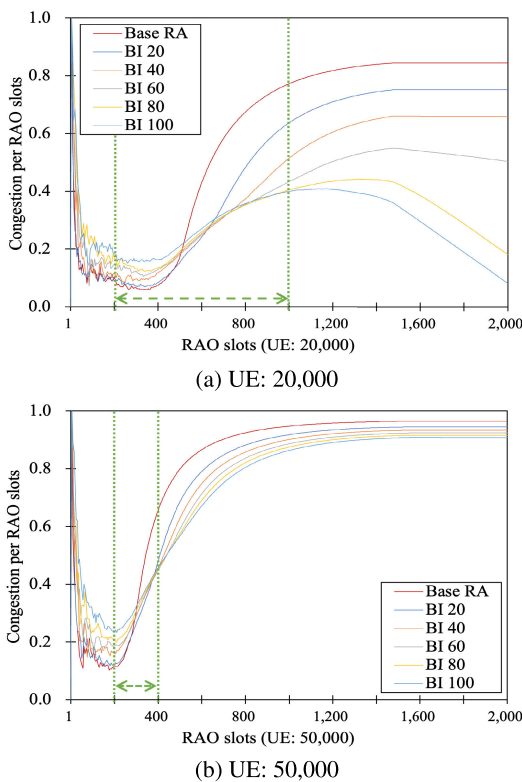 1.0
0.8
0.6
0.4
0.2
0.0
Congestion per RAO slots
Base RA
BI 20
BI 40
BI 60
BI 80
BI 100
1 400 800 1,200 1,600 2,000
RAO slots (UE: 20,000)
(a) UE: 20,000
1.0
0.8
0.6
0.4
0.2
0.0
Congestion per RAO slots
Base RA
BI 20
BI 40
BI 60
BI 80
BI 100
1 400 800 1,200 1,600 2,000
RAO slots (UE: 50,000)
(b) UE: 50,000